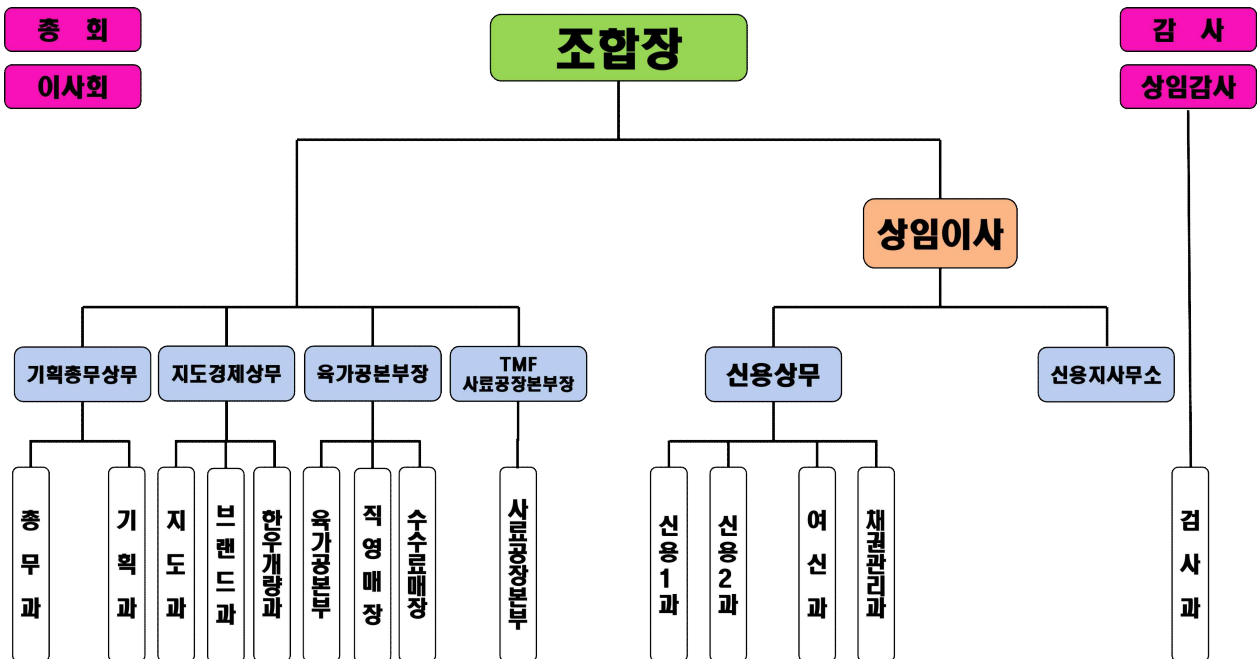 총 회
조합장
감 사
이사회
상임감사
상임이사
기획총무상무
지도경제상무
육가공본부장
TMF
사료공장본부장
신용상무
신용지사무소
총무과
기획과
지도과
브랜드과
한우개량과
육가공본부
직영매장
수수료매장
사료공장본부
신용1과
신용2과
여신과
채권관리과
검사과